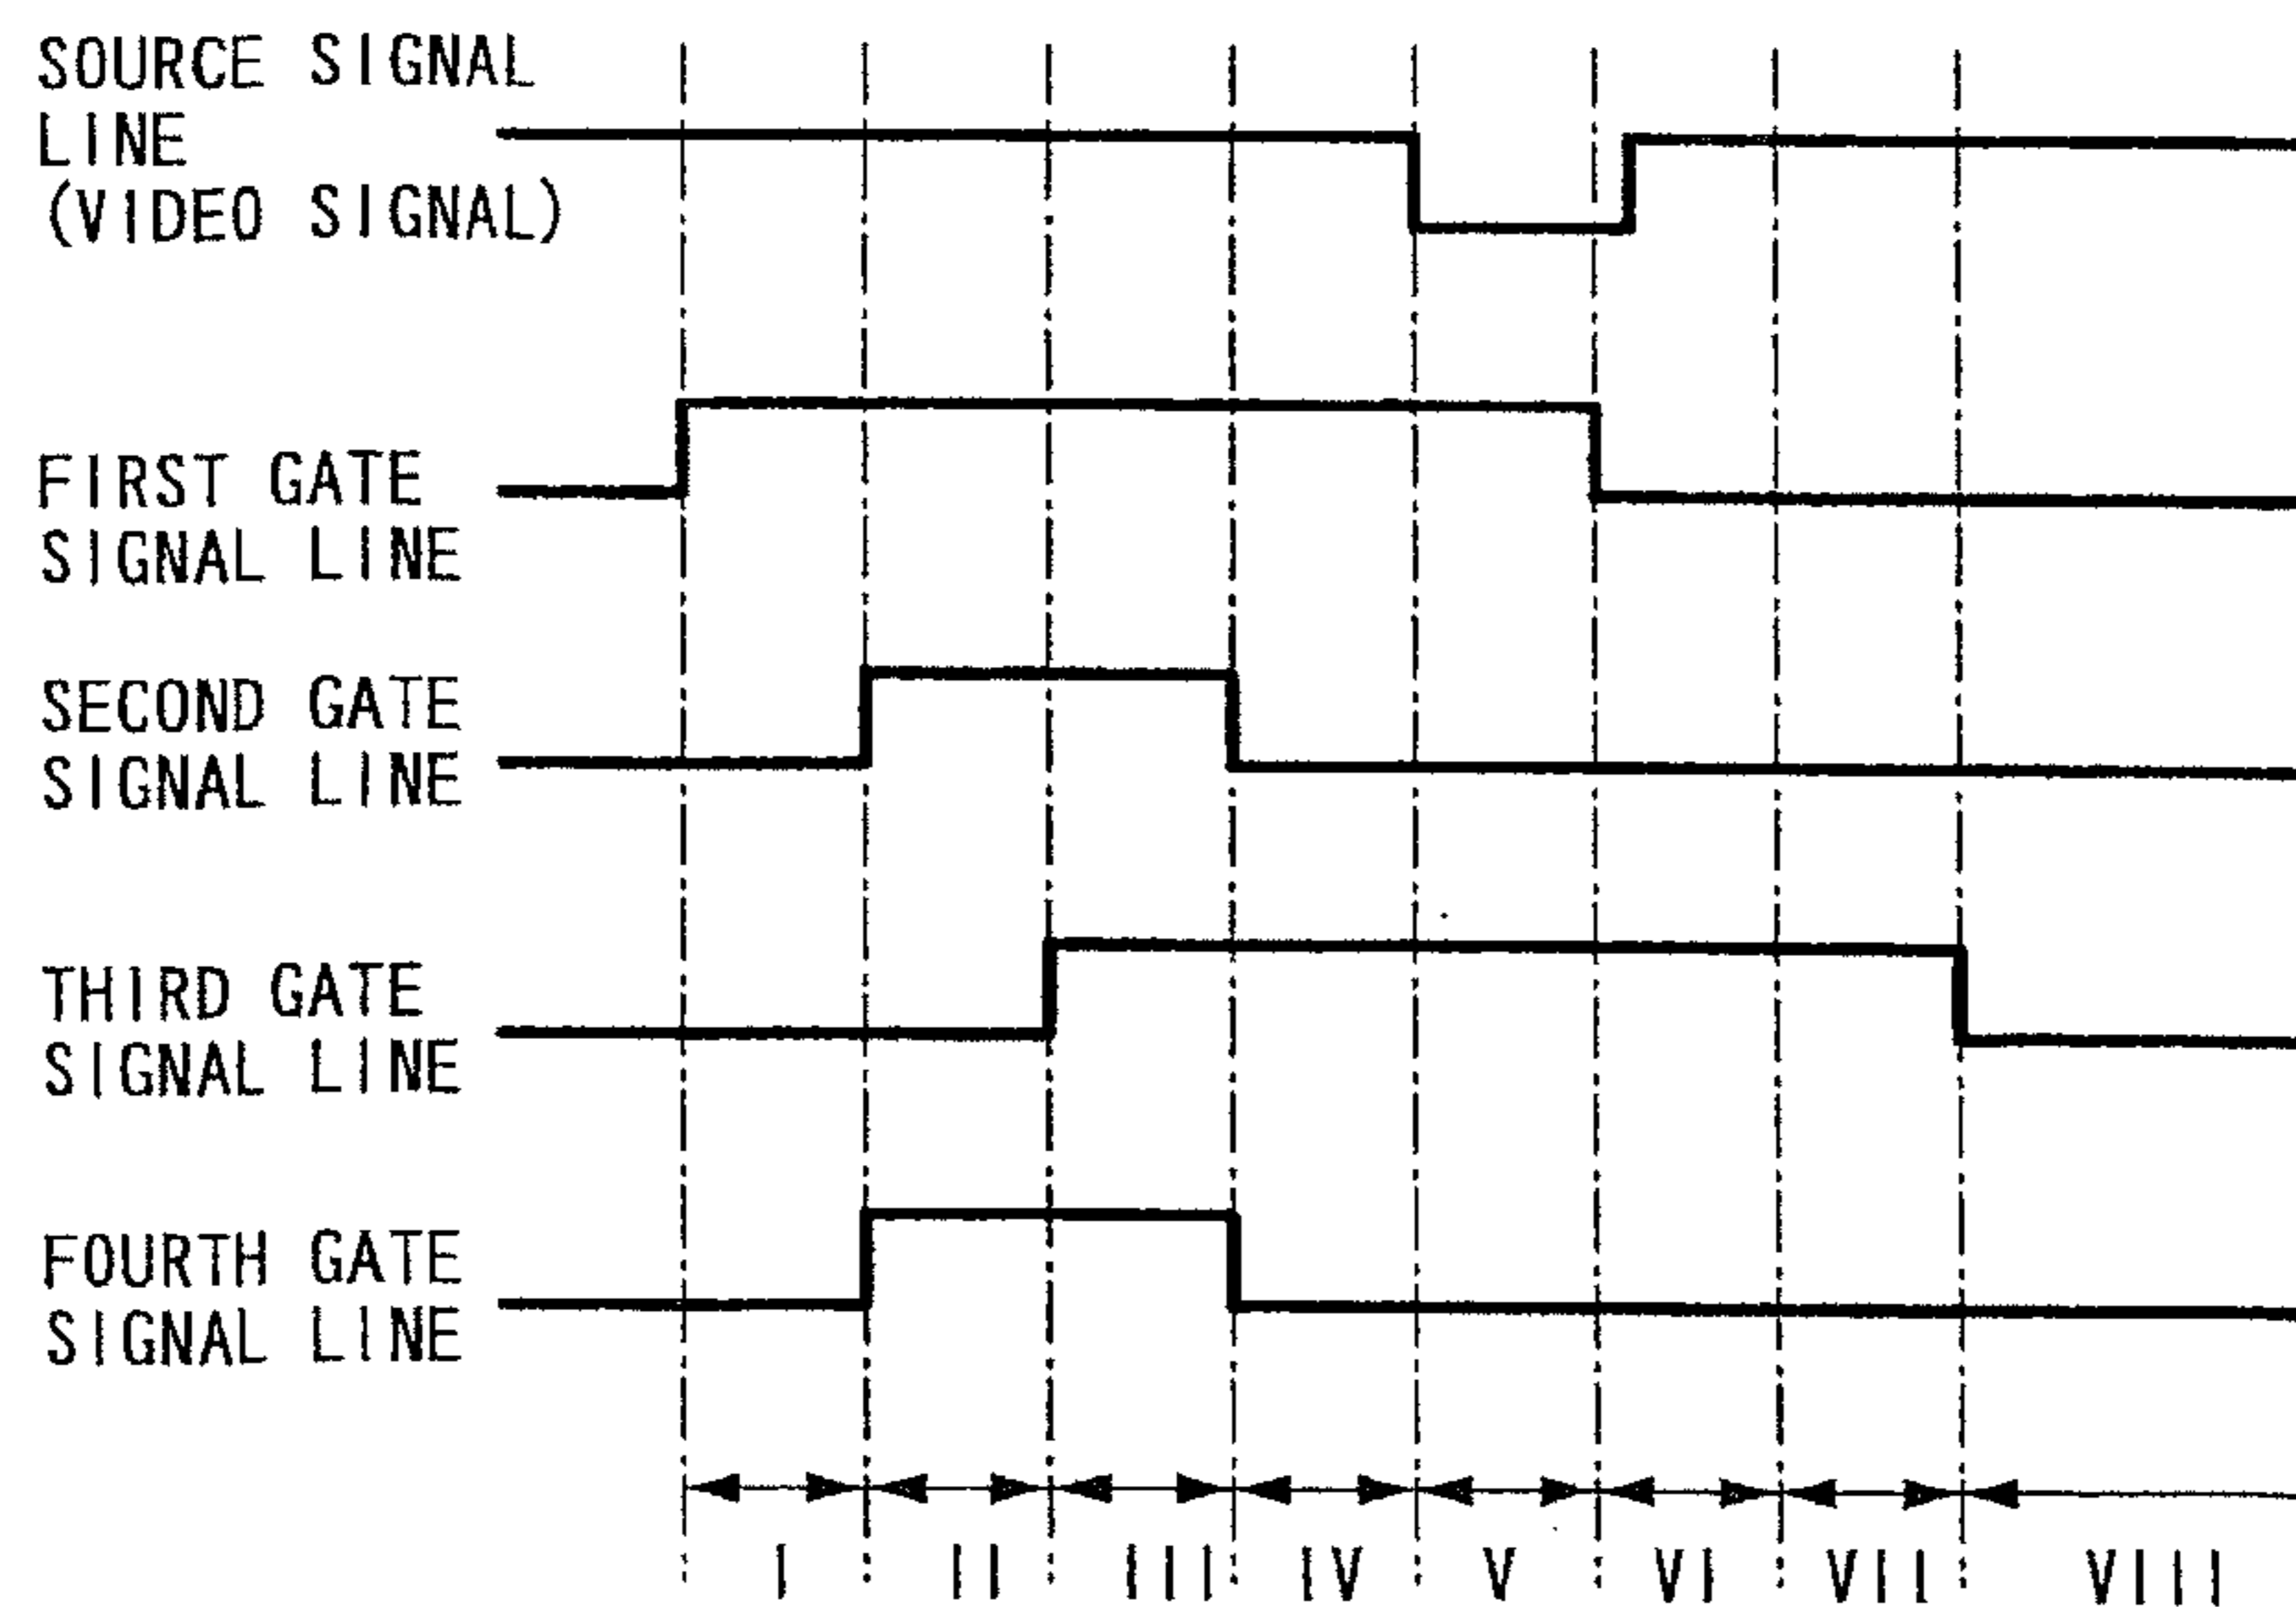 SOURCE SIGNAL
LINE
(VIDEO SIGNAL)
FIRST GATE
SIGNAL LINE
SECOND GATE
SIGNAL LINE
THIRD GATE
SIGNAL LINE
FOURTH GATE
SIGNAL LINE
I II III IV V VI VII VIII